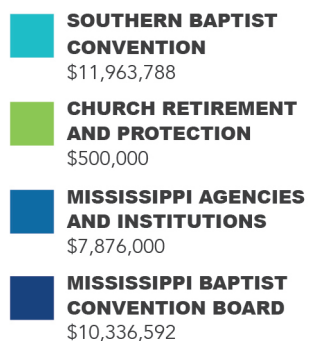 SOUTHERN BAPTIST
CONVENTION
$11,963,788
CHURCH RETIREMENT
AND PROTECTION
$500,000
MISSISSIPPI AGENCIES
AND INSTITUTIONS
$7,876,000
MISSISSIPPI BAPTIST
CONVENTION BOARD
$10,336,592